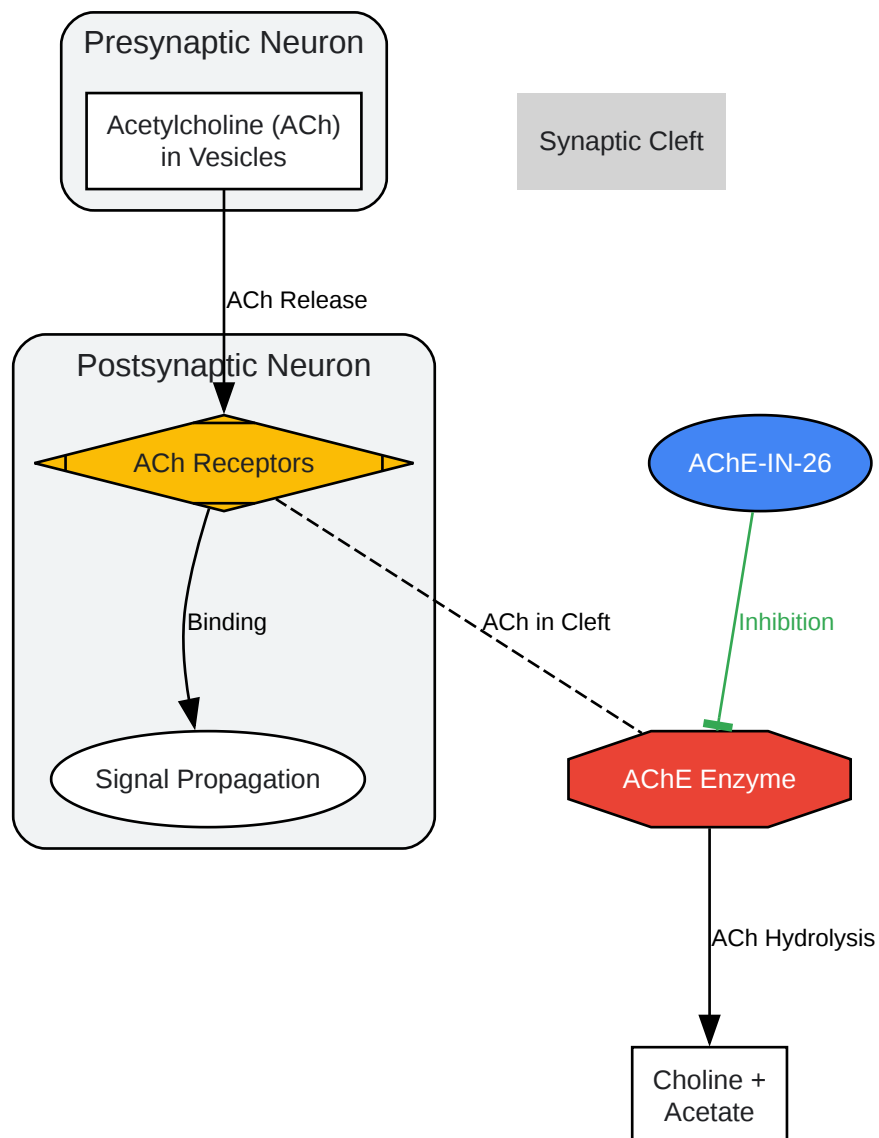 Presynaptic Neuron
Acetylcholine (ACh)
in Vesicles
Synaptic Cleft
ACh Release
Postsynaptic Neuron
ACh Receptors
AChE-IN-26
Binding
ACh in Cleft
Inhibition
Signal Propagation
AChE Enzyme
ACh Hydrolysis
Choline +
Acetate